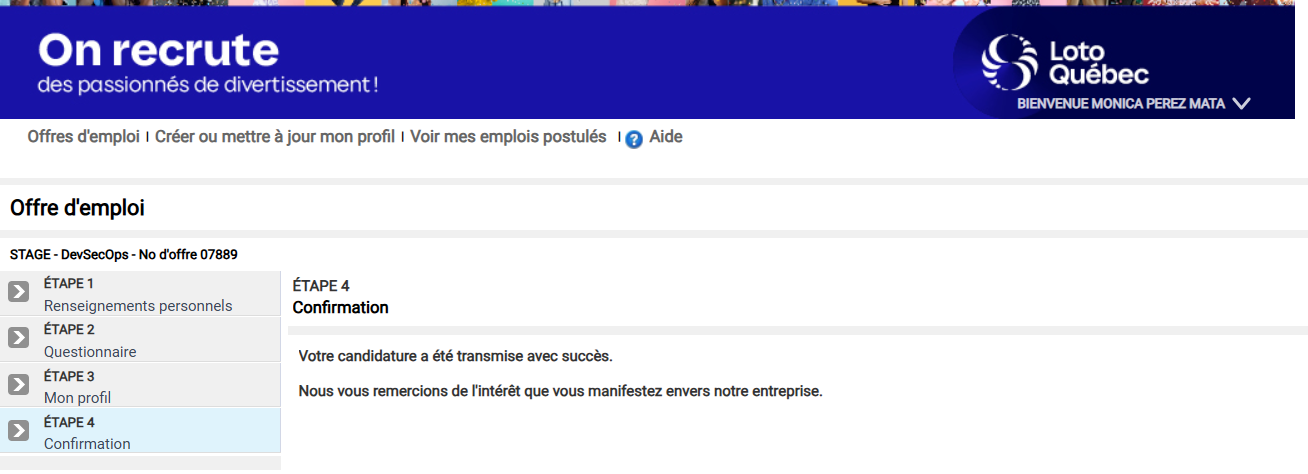 On recrute
des passionnés de divertissement !
Loto
Québec
BIENVENUE MONICA PEREZ MATA
Offres d'emploi | Créer ou mettre à jour mon profil | Voir mes emplois postulés | ? Aide
Offre d'emploi
STAGE - DevSecOps - No d'offre 07889
ÉTAPE 1
Renseignements personnels
ÉTAPE 2
Questionnaire
ÉTAPE 3
Mon profil
ÉTAPE 4
Confirmation
ÉTAPE 4
Confirmation
Votre candidature a été transmise avec succès.
Nous vous remercions de l'intérêt que vous manifestez envers notre entreprise.